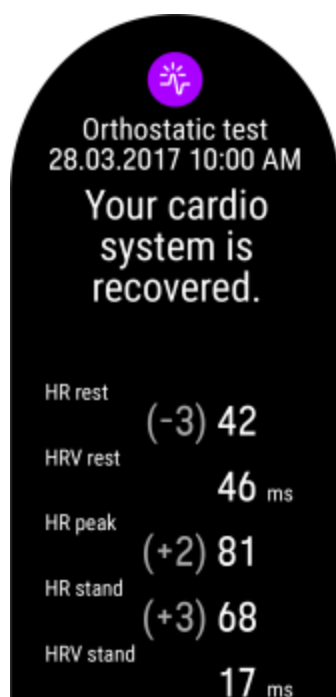 Orthostatic test
28.03.2017 10:00 AM
Your cardio
system is
recovered.
HR rest
(-3) 42
HRV rest
46 ms
HR peak
(+2) 81
HR stand
(+3) 68
HRV stand
17 ms